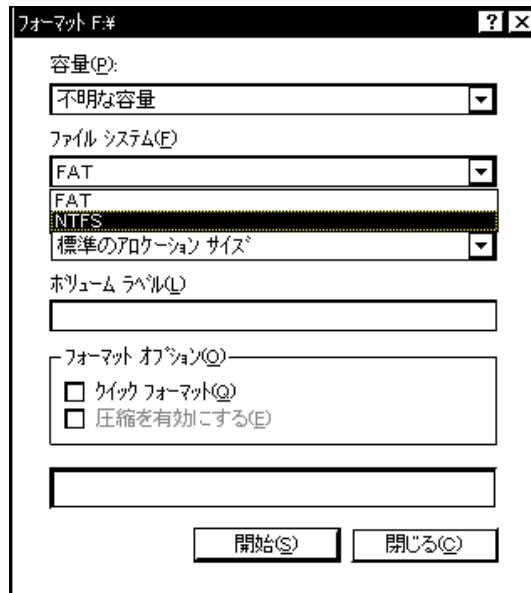 フォーマット F:¥
容量(P):
不明な容量
ファイル システム(F)
FAT
FAT
NTFS
標準のアロケーション サイズ
ボリューム ラベル(L)
フォーマット オプション(O)
クイック フォーマット(Q)
圧縮を有効にする(E)
開始(S) 閉じる(C)